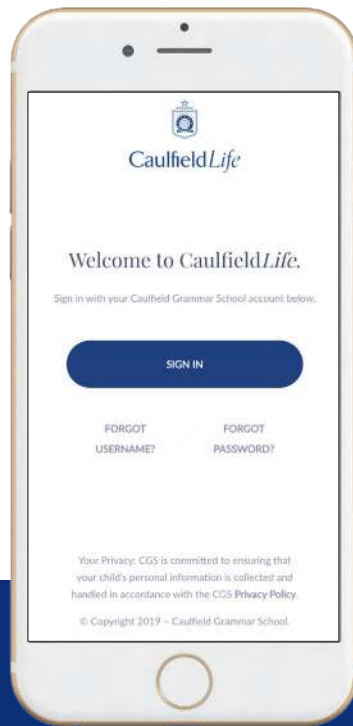 CaulfieldLife
Welcome to CaulfieldLife.
Sign in with your Caulfield Grammar School account below.
SIGN IN
FORGOT
USERNAME?
FORGOT
PASSWORD?
Your Privacy: CGS is committed to ensuring that
your child's personal information is collected and
handled in accordance with the CGS Privacy Policy.
© Copyright 2019 – Caulfield Grammar School.